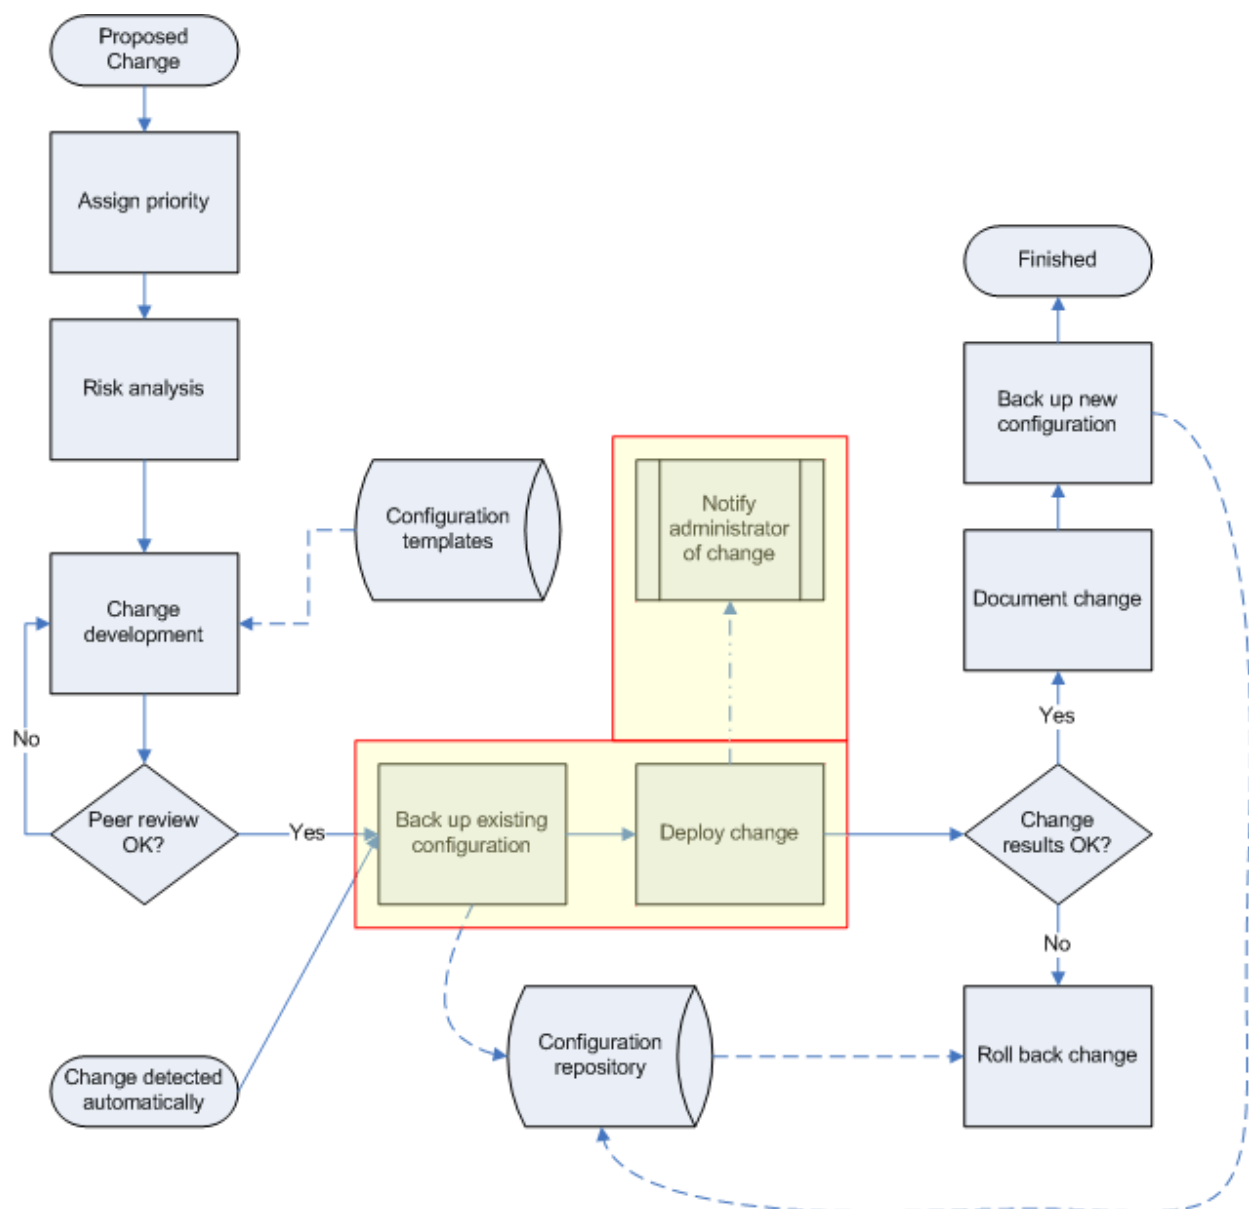 Proposed
Change
Assign priority
Risk analysis
Change
development
No
Peer review
OK?
Yes
Change detected
automatically
Configuration
templates
Back up existing
configuration
Notify
administrator
of change
Deploy change
Configuration
repository
Finished
Back up new
configuration
Document change
Yes
Change
results OK?
No
Roll back change